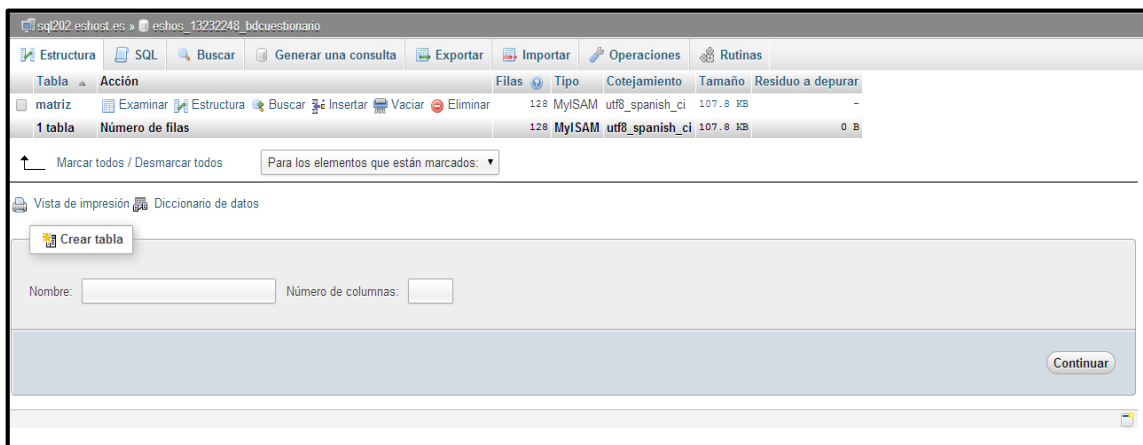 sql202.eshost.es » eshos_13232248_bdcuestionario
Estructura SQL Buscar Generar una consulta Exportar Importar Operaciones Rutinas
Tabla Acción Filas Tipo Cotejamiento Tamaño Residuo a depurar
matriz Examinar Estructura Buscar Insertar Vaciar Eliminar 128 MyISAM utf8_spanish_ci 107.8 KB -
1 tabla Número de filas 128 MyISAM utf8_spanish_ci 107.8 KB 0 B
Marcar todos / Desmarcar todos Para los elementos que están marcados:
Vista de impresión Diccionario de datos
Crear tabla
Nombre: Número de columnas:
Continuar